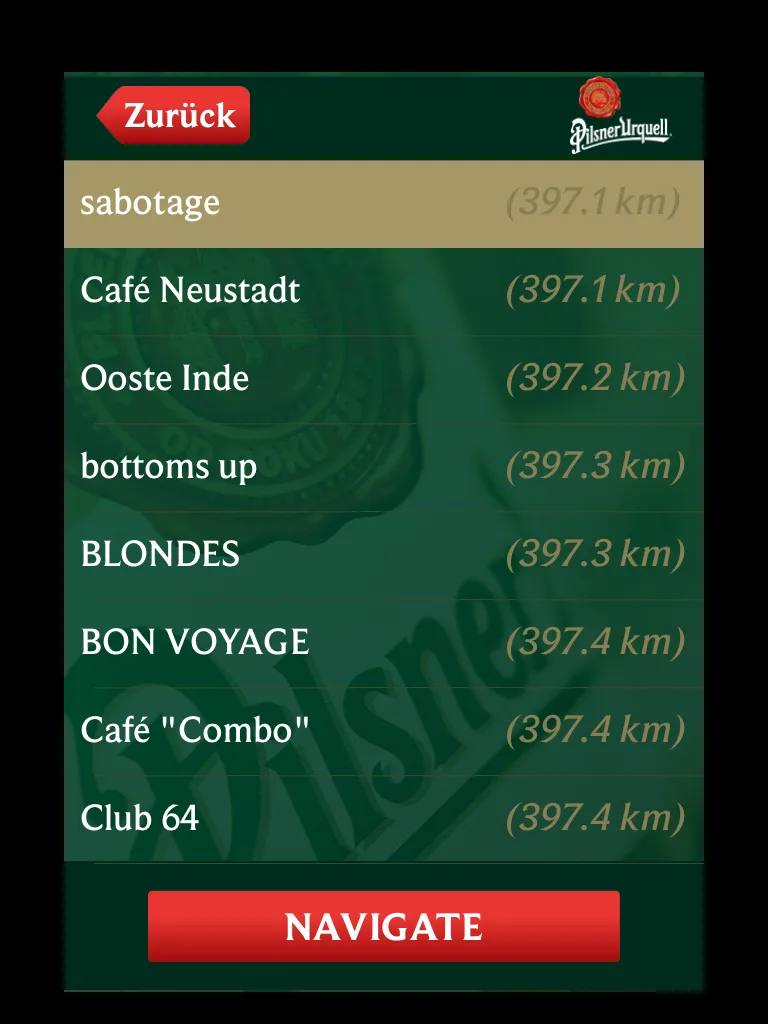 Zurück
Pilsner Urquell
sabotage (397.1 km)
Café Neustadt (397.1 km)
Ooste Inde (397.2 km)
bottoms up (397.3 km)
BLONDES (397.3 km)
BON VOYAGE (397.4 km)
Café "Combo" (397.4 km)
Club 64 (397.4 km)
Pilsner
NAVIGATE